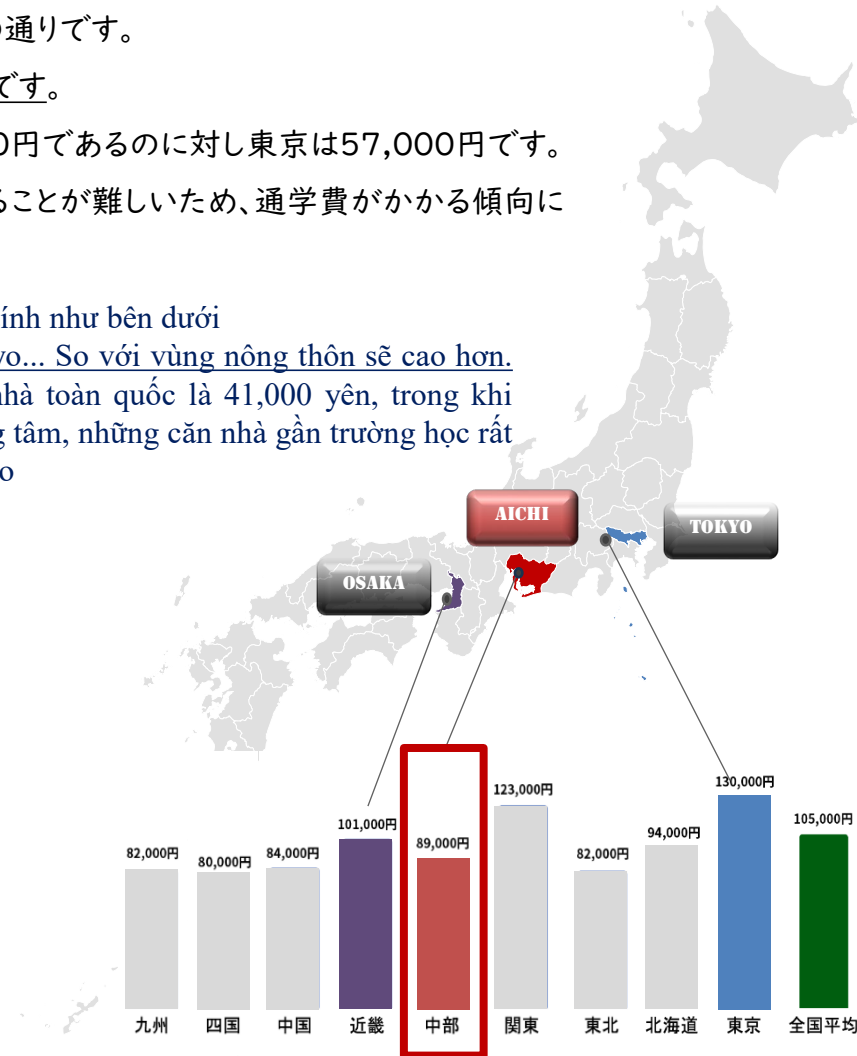 通りです。
です。
0円であるのに対し東京は57,000円です。
ることが難しいため、通学費がかかる傾向に
ính như bên dưới
yo... So với vùng nông thôn sẽ cao hơn.
nhà toàn quốc là 41,000 yên, trong khi
g tâm, những căn nhà gần trường học rất
o
AICHI
TOKYO
OSAKA
82,000円
80,000円
84,000円
101,000円
89,000円
123,000円
82,000円
94,000円
130,000円
105,000円
九州
四国
中国
近畿
中部
関東
東北
北海道
東京
全国平均